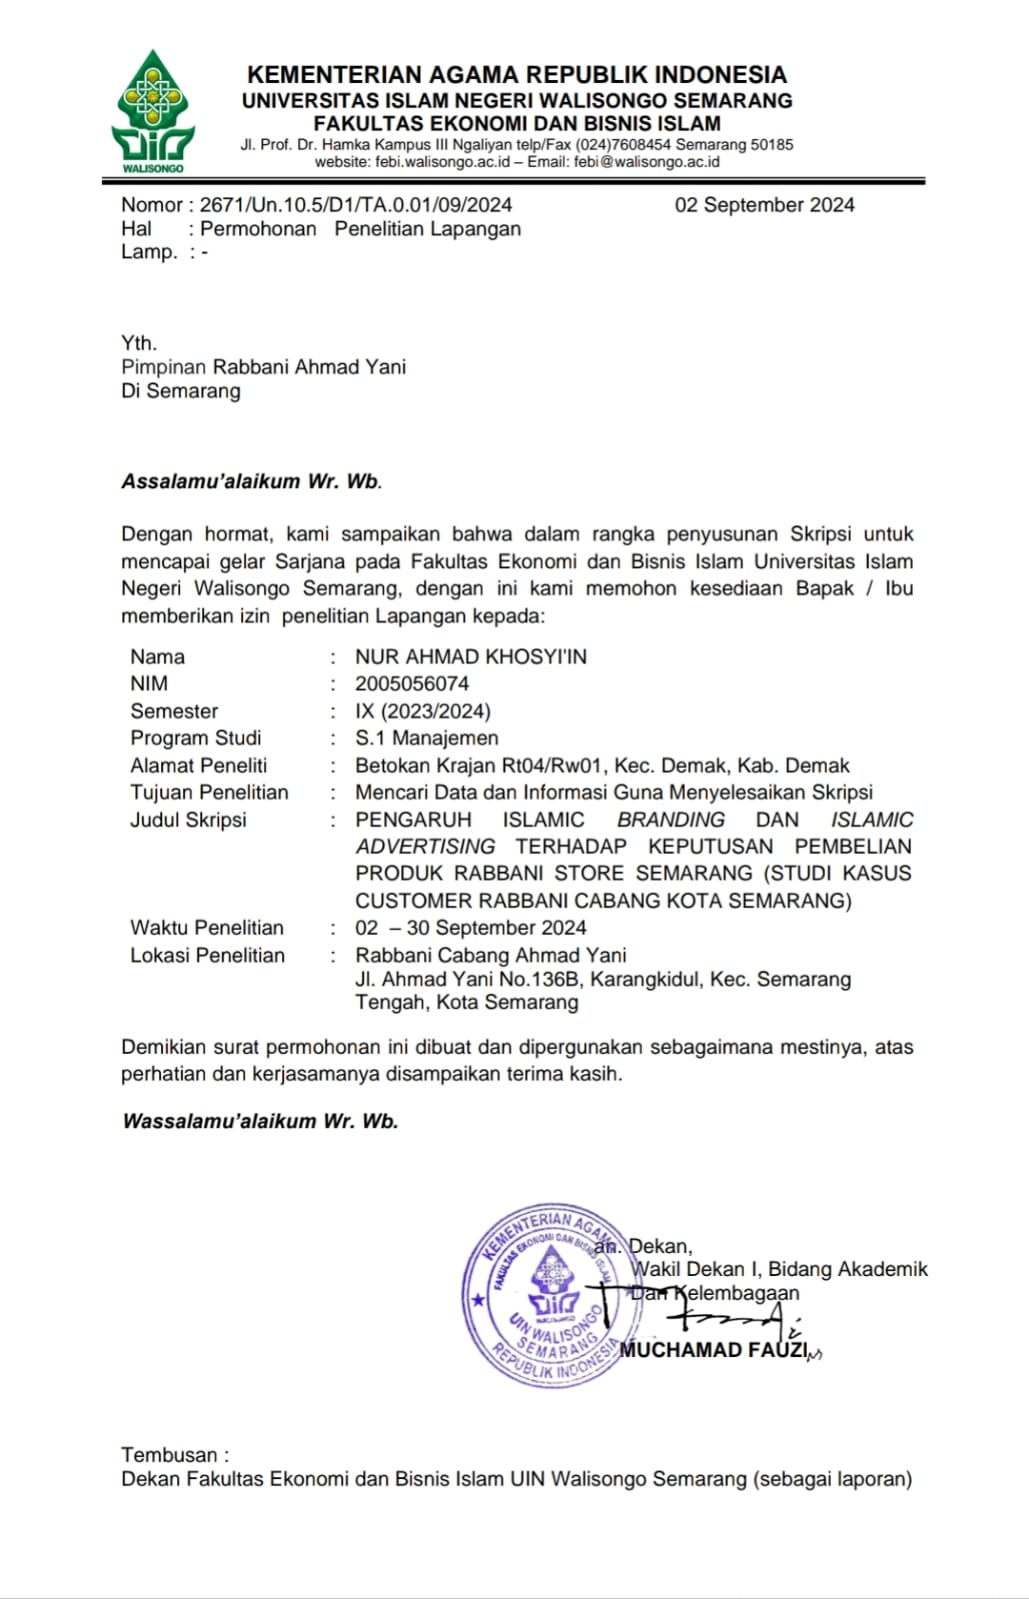 KEMENTERIAN AGAMA REPUBLIK INDONESIA
UNIVERSITAS ISLAM NEGERI WALISONGO SEMARANG
FAKULTAS EKONOMI DAN BISNIS ISLAM
Jl. Prof. Dr. Hamka Kampus III Ngaliyan telp/Fax (024)7608454 Semarang 50185
website: febi.walisongo.ac.id – Email: febi@walisongo.ac.id
UIN
WALISONGO
Nomor : 2671/Un.10.5/D1/TA.0.01/09/2024 02 September 2024
Hal : Permohonan Penelitian Lapangan
Lamp. : -
Yth.
Pimpinan Rabbani Ahmad Yani
Di Semarang
Assalamu’alaikum Wr. Wb.
Dengan hormat, kami sampaikan bahwa dalam rangka penyusunan Skripsi untuk
mencapai gelar Sarjana pada Fakultas Ekonomi dan Bisnis Islam Universitas Islam
Negeri Walisongo Semarang, dengan ini kami memohon kesediaan Bapak / Ibu
memberikan izin penelitian Lapangan kepada:
Nama : NUR AHMAD KHOSYI'IN
NIM : 2005056074
Semester : IX (2023/2024)
Program Studi : S.1 Manajemen
Alamat Peneliti : Betokan Krajan Rt04/Rw01, Kec. Demak, Kab. Demak
Tujuan Penelitian : Mencari Data dan Informasi Guna Menyelesaikan Skripsi
Judul Skripsi : PENGARUH ISLAMIC BRANDING DAN ISLAMIC
ADVERTISING TERHADAP KEPUTUSAN PEMBELIAN
PRODUK RABBANI STORE SEMARANG (STUDI KASUS
CUSTOMER RABBANI CABANG KOTA SEMARANG)
Waktu Penelitian : 02 – 30 September 2024
Lokasi Penelitian : Rabbani Cabang Ahmad Yani
Jl. Ahmad Yani No.136B, Karangkidul, Kec. Semarang
Tengah, Kota Semarang
Demikian surat permohonan ini dibuat dan dipergunakan sebagaimana mestinya, atas
perhatian dan kerjasamanya disampaikan terima kasih.
Wassalamu’alaikum Wr. Wb.
an. Dekan,
Wakil Dekan I, Bidang Akademik
Dan Kelembagaan
MUCHAMAD FAUZI
KEMENTERIAN AGAMA
FAKULTAS EKONOMI DAN BISNIS ISLAM
UIN
WALISONGO
UIN WALISONGO
SEMARANG
REPUBLIK INDONESIA
Tembusan :
Dekan Fakultas Ekonomi dan Bisnis Islam UIN Walisongo Semarang (sebagai laporan)